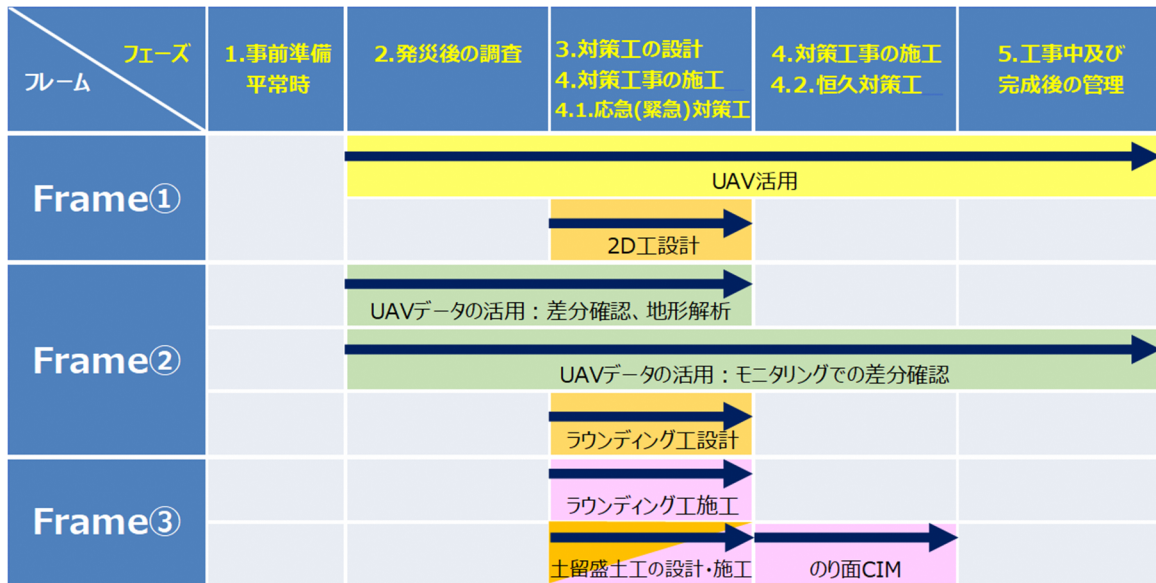 フェーズ
フレーム
1.事前準備
平常時
2.発災後の調査
3.対策工の設計
4.対策工事の施工
4.1.応急(緊急)対策工
4.対策工事の施工
4.2.恒久対策工
5.工事中及び
完成後の管理
Frame①
UAV活用
2D工設計
Frame②
UAVデータの活用：差分確認、地形解析
UAVデータの活用：モニタリングでの差分確認
ラウンディング工設計
Frame③
ラウンディング工施工
土留盛土工の設計・施工
のり面CIM